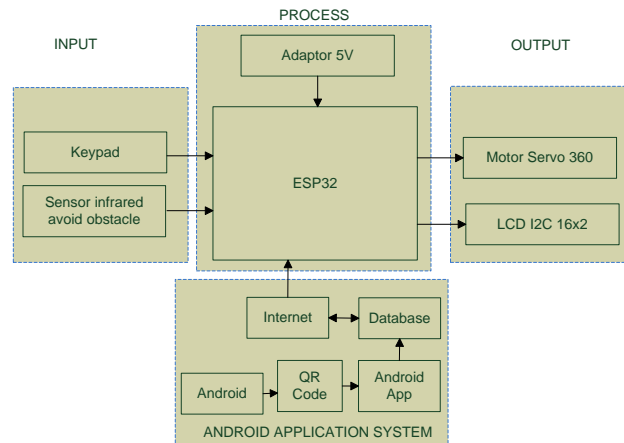 PROCESS
INPUT
OUTPUT
Adaptor 5V
Keypad
ESP32
Motor Servo 360
Sensor infrared
avoid obstacle
LCD I2C 16x2
Internet
Database
Android
QR
Code
Android
App
ANDROID APPLICATION SYSTEM